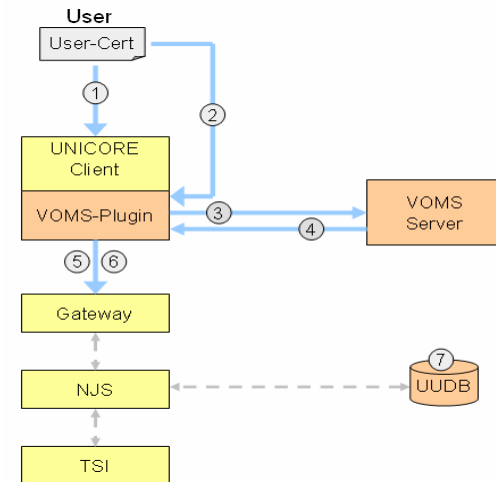 User
User-Cert
1
2
UNICORE
Client
VOMS-Plugin
3
4
VOMS
Server
5 6
Gateway
7
NJS
UUDB
TSI